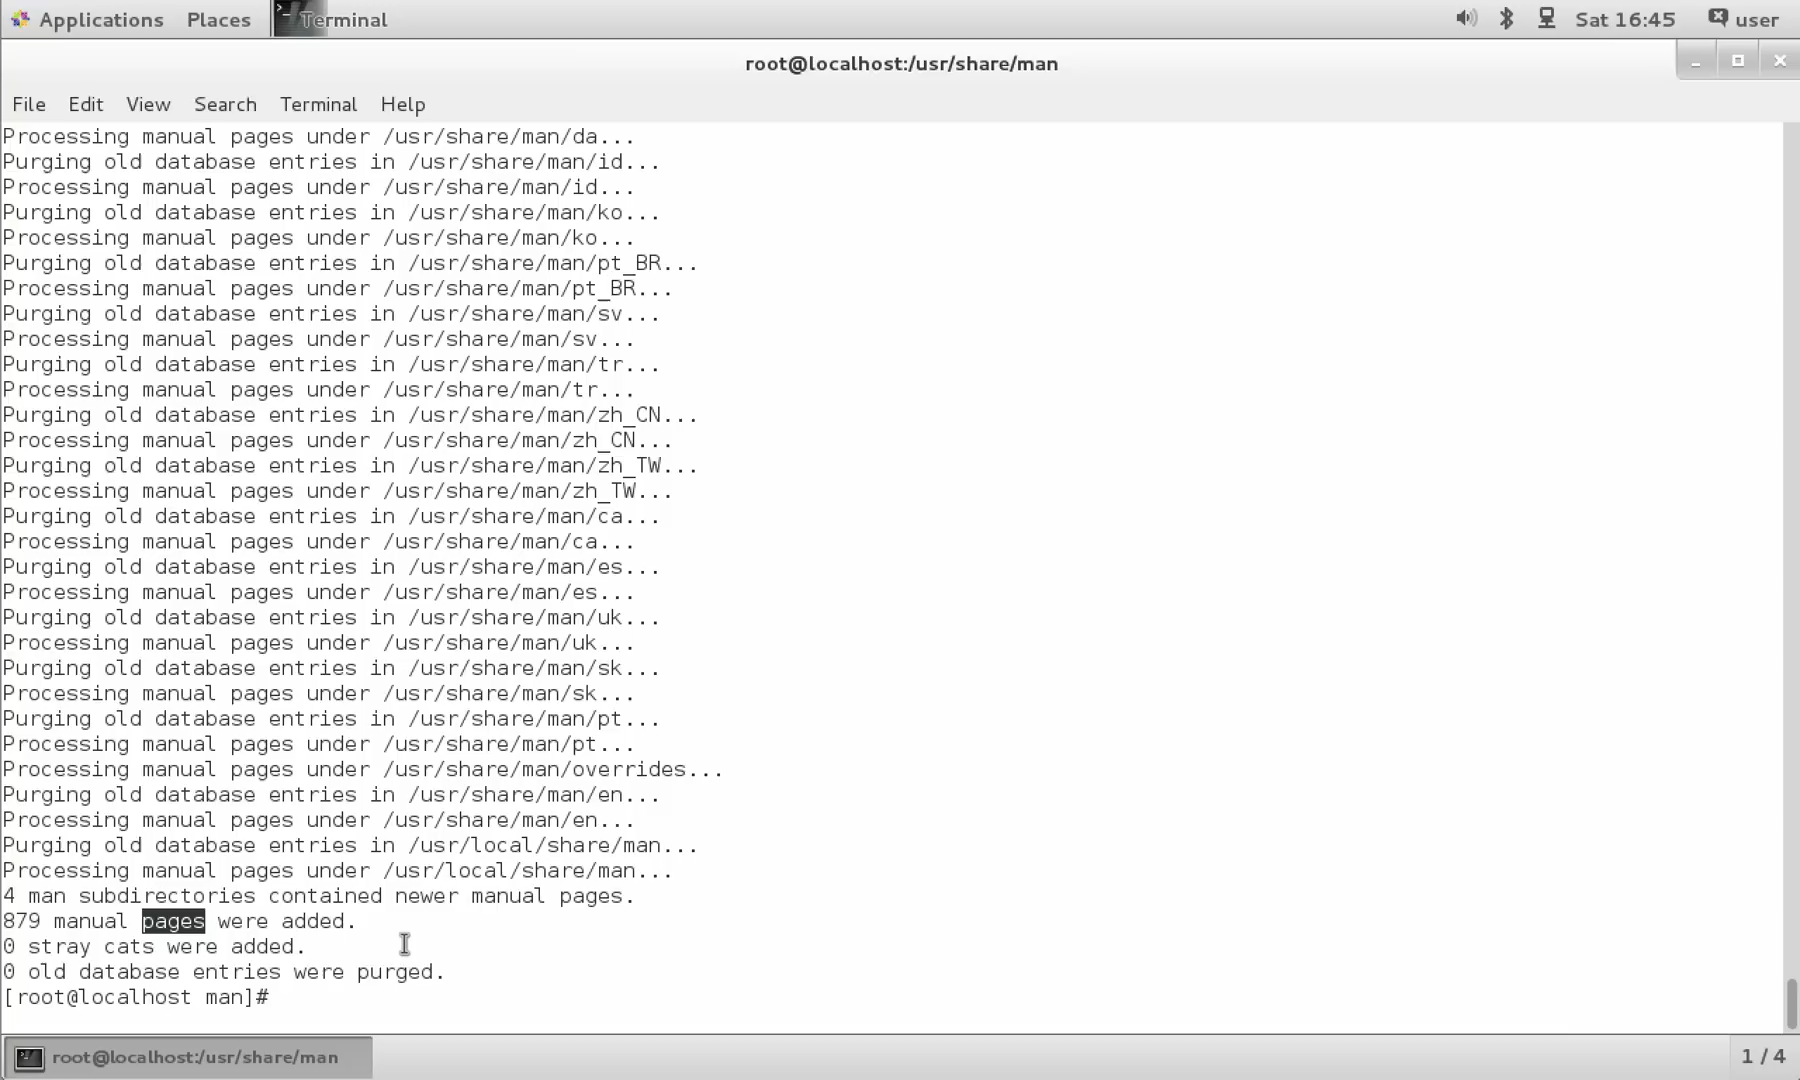 Applications Places Terminal Sat 16:45 user
root@localhost:/usr/share/man
File Edit View Search Terminal Help
Processing manual pages under /usr/share/man/da...
Purging old database entries in /usr/share/man/id...
Processing manual pages under /usr/share/man/id...
Purging old database entries in /usr/share/man/ko...
Processing manual pages under /usr/share/man/ko...
Purging old database entries in /usr/share/man/pt_BR...
Processing manual pages under /usr/share/man/pt_BR...
Purging old database entries in /usr/share/man/sv...
Processing manual pages under /usr/share/man/sv...
Purging old database entries in /usr/share/man/tr...
Processing manual pages under /usr/share/man/tr...
Purging old database entries in /usr/share/man/zh_CN...
Processing manual pages under /usr/share/man/zh_CN...
Purging old database entries in /usr/share/man/zh_TW...
Processing manual pages under /usr/share/man/zh_TW...
Purging old database entries in /usr/share/man/ca...
Processing manual pages under /usr/share/man/ca...
Purging old database entries in /usr/share/man/es...
Processing manual pages under /usr/share/man/es...
Purging old database entries in /usr/share/man/uk...
Processing manual pages under /usr/share/man/uk...
Purging old database entries in /usr/share/man/sk...
Processing manual pages under /usr/share/man/sk...
Purging old database entries in /usr/share/man/pt...
Processing manual pages under /usr/share/man/pt...
Processing manual pages under /usr/share/man/overrides...
Purging old database entries in /usr/share/man/en...
Processing manual pages under /usr/share/man/en...
Purging old database entries in /usr/local/share/man...
Processing manual pages under /usr/local/share/man...
4 man subdirectories contained newer manual pages.
879 manual pages were added.
0 stray cats were added.
0 old database entries were purged.
[root@localhost man]#
root@localhost:/usr/share/man 1 / 4